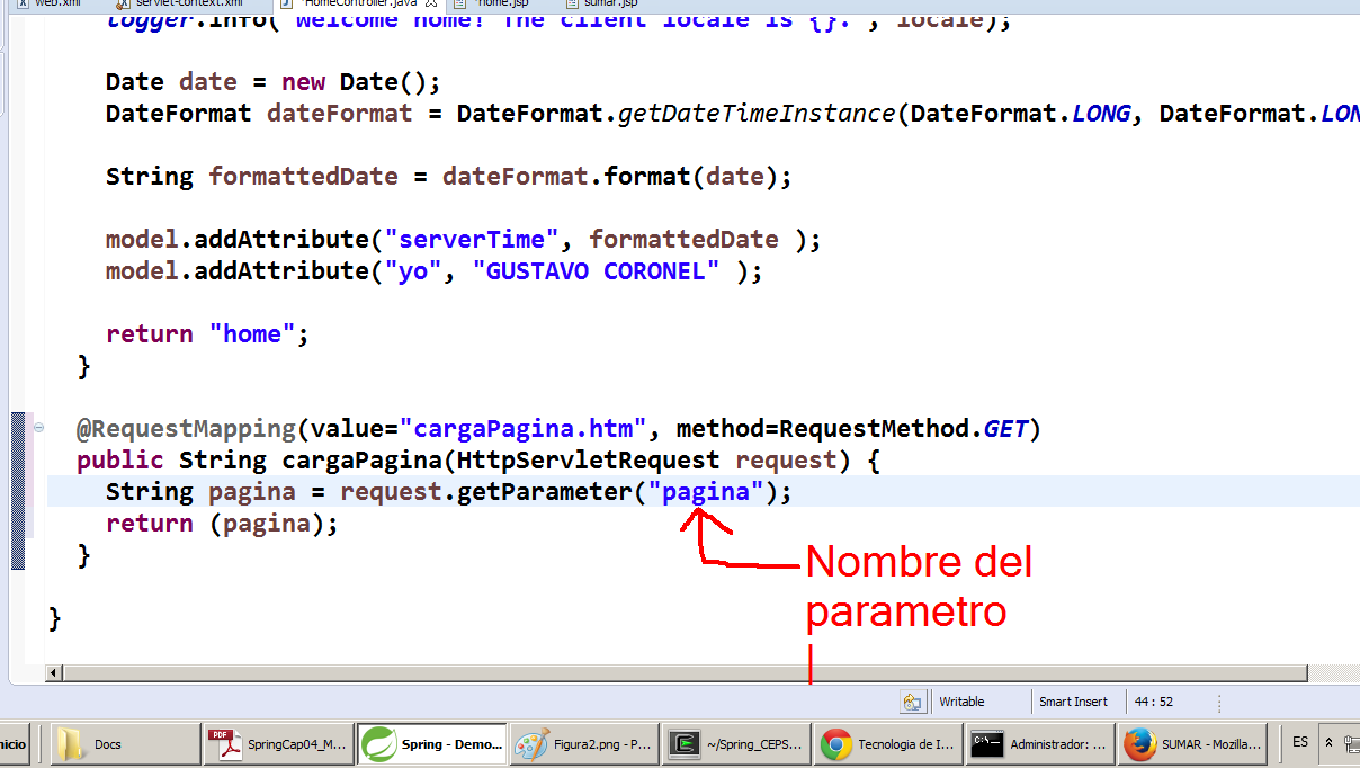 Web.xml servlet-context.xml *HomeController.java *home.jsp sumar.jsp
logger.info("Welcome home! The client locale is {}.", locale);
Date date = new Date();
DateFormat dateFormat = DateFormat.getDateTimeInstance(DateFormat.LONG, DateFormat.LON
String formattedDate = dateFormat.format(date);
model.addAttribute("serverTime", formattedDate );
model.addAttribute("yo", "GUSTAVO CORONEL" );
return "home";
}
@RequestMapping(value="cargaPagina.htm", method=RequestMethod.GET)
public String cargaPagina(HttpServletRequest request) {
String pagina = request.getParameter("pagina");
return (pagina);
}
Nombre del
parametro
}
Writable Smart Insert 44 : 52
nicio Docs SpringCap04_M... Spring - Demo... Figura2.png - P... ~/Spring_CEPS... Tecnologia de I... Administrador: ... SUMAR - Mozilla... ES